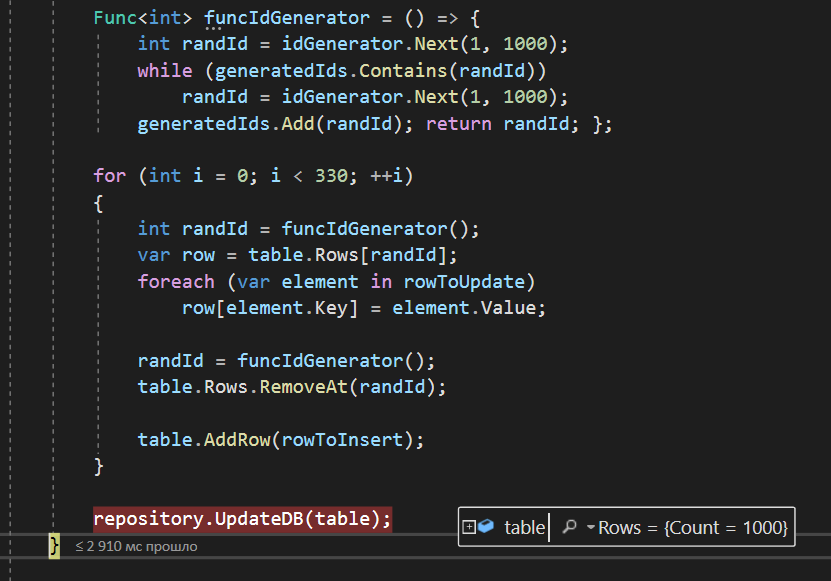 Func<int> funcIdGenerator = () => {
int randId = idGenerator.Next(1, 1000);
while (generatedIds.Contains(randId))
randId = idGenerator.Next(1, 1000);
generatedIds.Add(randId); return randId; };
for (int i = 0; i < 330; ++i)
{
int randId = funcIdGenerator();
var row = table.Rows[randId];
foreach (var element in rowToUpdate)
row[element.Key] = element.Value;
randId = funcIdGenerator();
table.Rows.RemoveAt(randId);
table.AddRow(rowToInsert);
}
repository.UpdateDB(table);
table Rows = {Count = 1000}
} ≤ 2 910 мс прошло